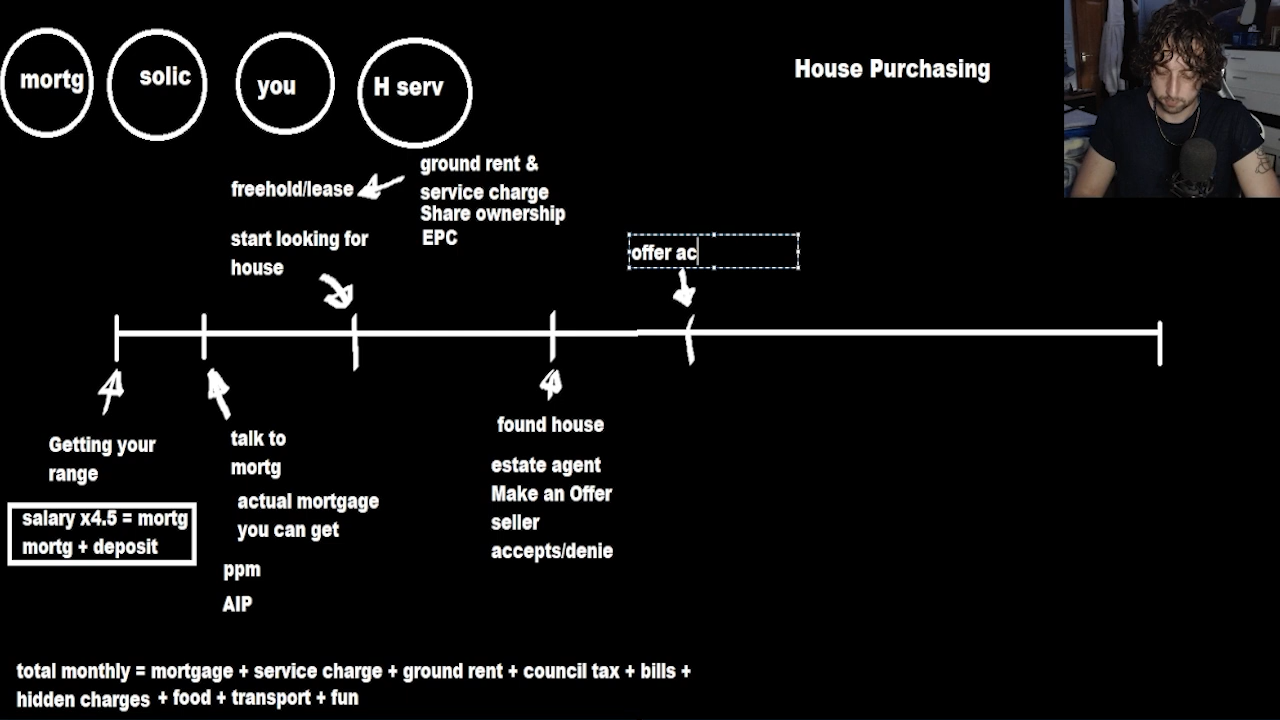 mortg
solic
you
H serv
House Purchasing
freehold/lease
ground rent &
service charge
Share ownership
EPC
start looking for
house
offer ac
Getting your
range
salary x4.5 = mortg
mortg + deposit
talk to
mortg
actual mortgage
you can get
ppm
AIP
found house
estate agent
Make an Offer
seller
accepts/denie
total monthly = mortgage + service charge + ground rent + council tax + bills +
hidden charges + food + transport + fun